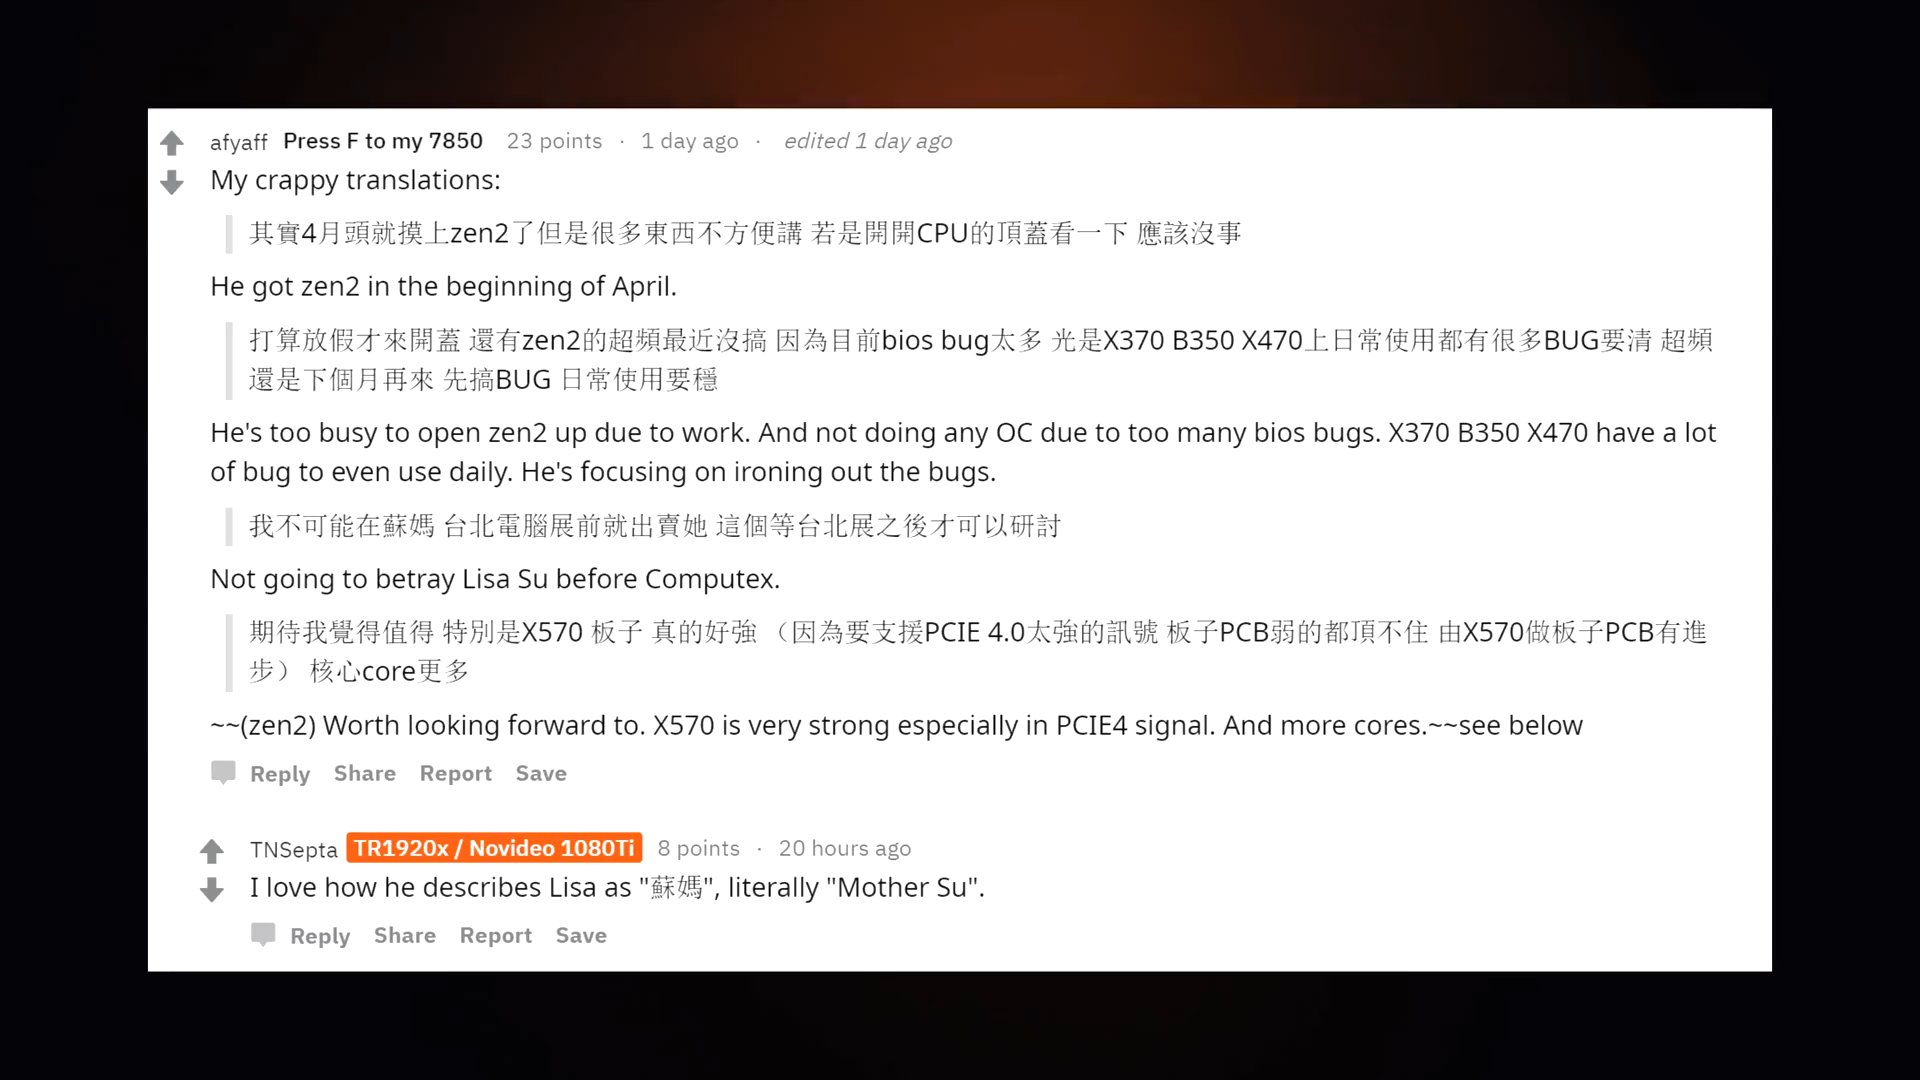 afyaff Press F to my 7850 23 points · 1 day ago · edited 1 day ago
My crappy translations:
其實4月頭就摸上zen2了但是很多東西不方便講 若是開開CPU的頂蓋看一下 應該沒事
He got zen2 in the beginning of April.
打算放假才來開蓋 還有zen2的超頻最近沒搞 因為目前bios bug太多 光是X370 B350 X470上日常使用都有很多BUG要清 超頻
還是下個月再來 先搞BUG 日常使用要穩
He's too busy to open zen2 up due to work. And not doing any OC due to too many bios bugs. X370 B350 X470 have a lot
of bug to even use daily. He's focusing on ironing out the bugs.
我不可能在蘇媽 台北電腦展前就出賣她 這個等台北展之後才可以研討
Not going to betray Lisa Su before Computex.
期待我覺得值得 特別是X570 板子 真的好強 （因為要支援PCIE 4.0太強的訊號 板子PCB弱的都頂不住 由X570做板子PCB有進
步） 核心core更多
~~(zen2) Worth looking forward to. X570 is very strong especially in PCIE4 signal. And more cores.~~see below
Reply Share Report Save
TNSepta TR1920x / Novideo 1080Ti 8 points · 20 hours ago
I love how he describes Lisa as "蘇媽", literally "Mother Su".
Reply Share Report Save